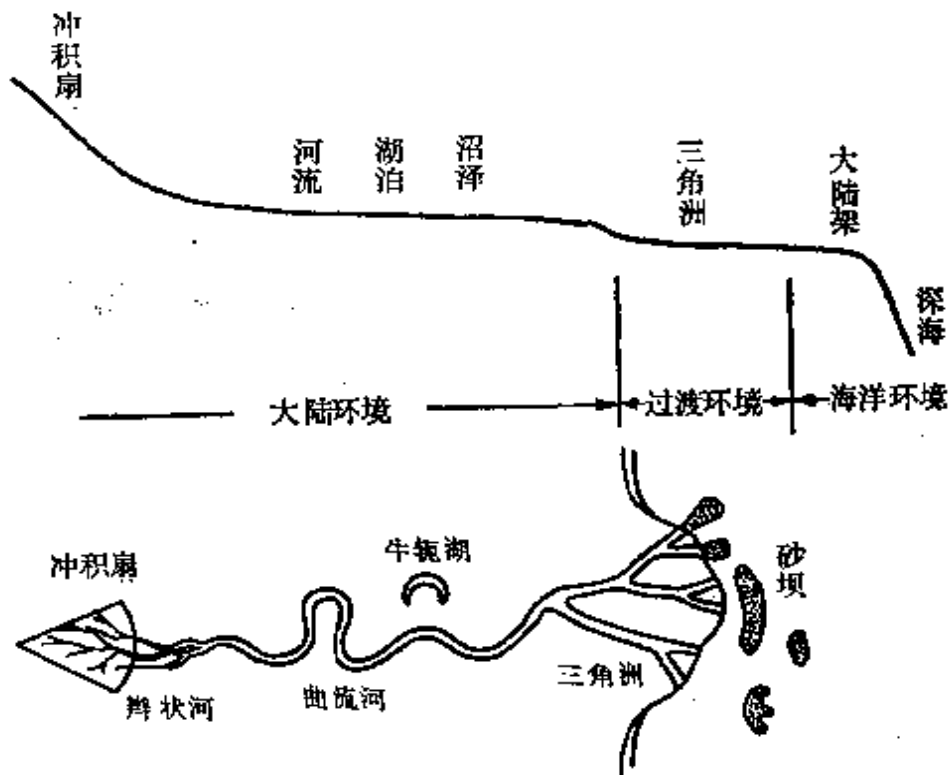 冲积扇
河流
湖泊
沼泽
三角洲
大陆架
深海
大陆环境
过渡环境
海洋环境
冲积扇
牛轭湖
砂坝
辫状河
曲流河
三角洲